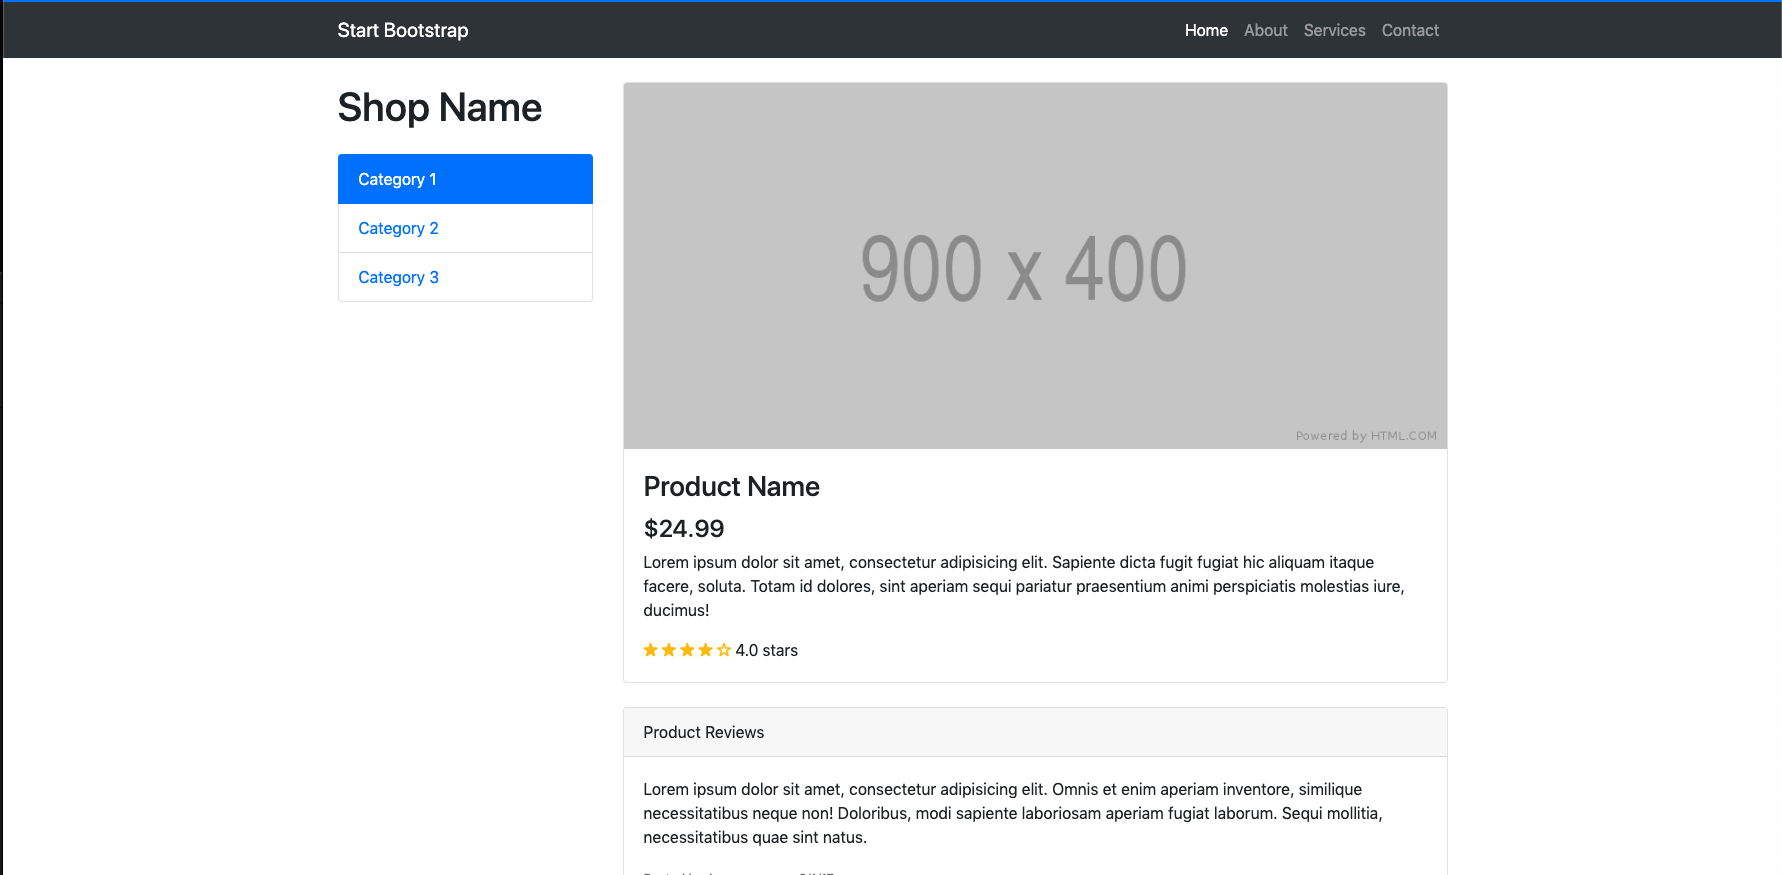 Start Bootstrap
Home About Services Contact
Shop Name
Category 1
Category 2
Category 3
900 x 400
Powered by HTML.COM
Product Name
$24.99
Lorem ipsum dolor sit amet, consectetur adipisicing elit. Sapiente dicta fugit fugiat hic aliquam itaque
facere, soluta. Totam id dolores, sint aperiam sequi pariatur praesentium animi perspiciatis molestias iure,
ducimus!
4.0 stars
Product Reviews
Lorem ipsum dolor sit amet, consectetur adipisicing elit. Omnis et enim aperiam inventore, similique
necessitatibus neque non! Doloribus, modi sapiente laboriosam aperiam fugiat laborum. Sequi mollitia,
necessitatibus quae sint natus.